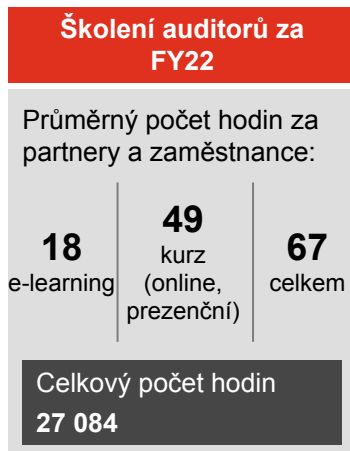 Školení auditorů za
FY22
Průměrný počet hodin za
partnery a zaměstnance:
18
e-learning
49
kurz
(online,
prezenční)
67
celkem
Celkový počet hodin
27 084